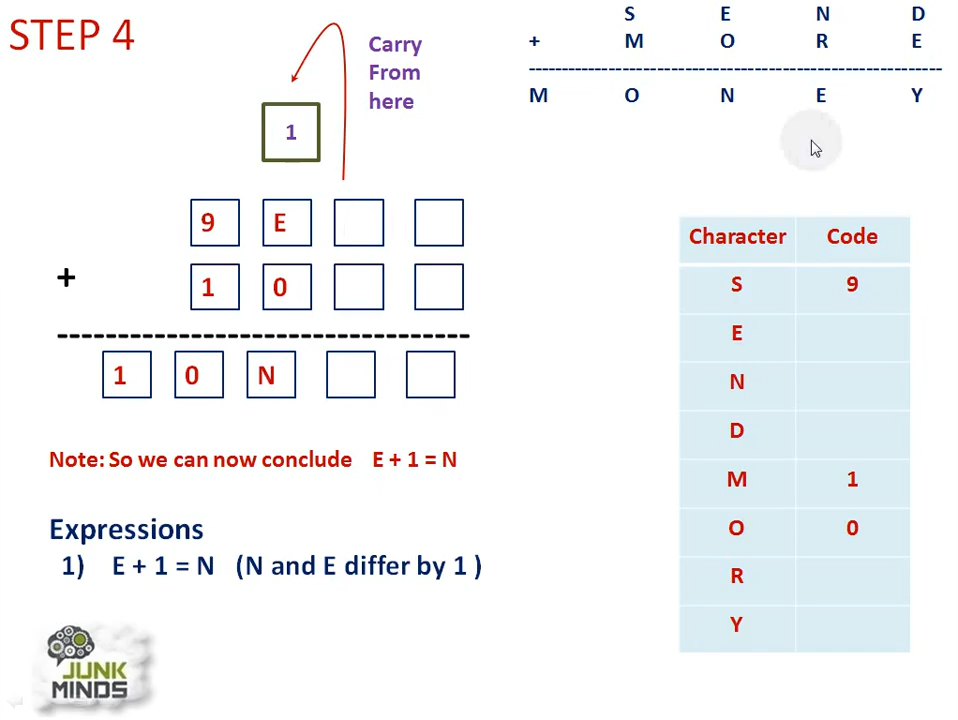 STEP 4
Carry
From
here
1
S E N D
+ M O R E
---------------------------------------------------
M O N E Y
9 E
+ 1 0
-----------------------------------
1 0 N
Note: So we can now conclude E + 1 = N
Expressions
1) E + 1 = N (N and E differ by 1 )
Character Code
S 9
E
N
D
M 1
O 0
R
Y
JUNK
MINDS